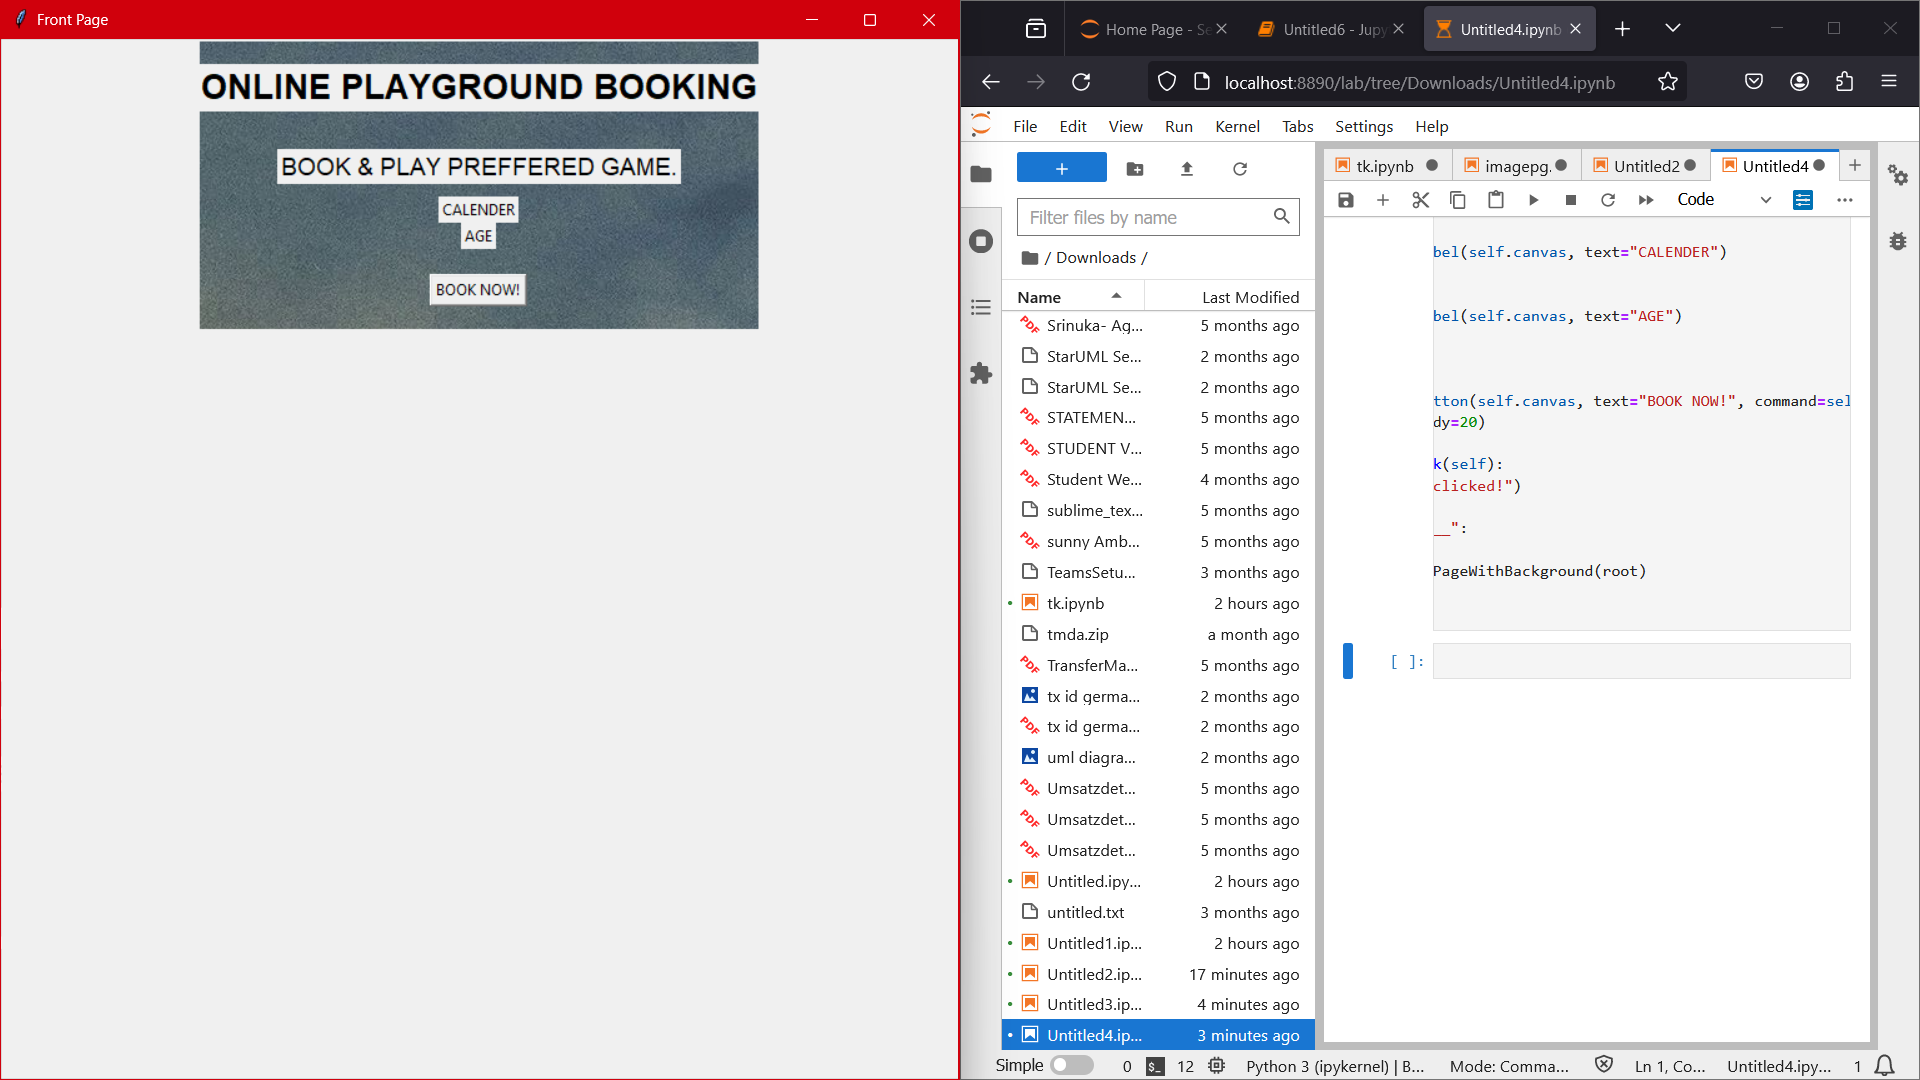 Front Page
ONLINE PLAYGROUND BOOKING
BOOK & PLAY PREFFERED GAME.
CALENDER
AGE
BOOK NOW!
Home Page - Se
Untitled6 - Jupy
Untitled4.ipynb
localhost:8890/lab/tree/Downloads/Untitled4.ipynb
File Edit View Run Kernel Tabs Settings Help
Filter files by name
/ Downloads /
Name Last Modified
Srinuka- Ag... 5 months ago
StarUML Se... 2 months ago
StarUML Se... 2 months ago
STATEMEN... 5 months ago
STUDENT V... 5 months ago
Student We... 4 months ago
sublime_tex... 5 months ago
sunny Amb... 5 months ago
TeamsSetu... 3 months ago
tk.ipynb 2 hours ago
tmda.zip a month ago
TransferMa... 5 months ago
tx id germa... 2 months ago
tx id germa... 2 months ago
uml diagra... 2 months ago
Umsatzdet... 5 months ago
Umsatzdet... 5 months ago
Umsatzdet... 5 months ago
Untitled.ipy... 2 hours ago
untitled.txt 3 months ago
Untitled1.ip... 2 hours ago
Untitled2.ip... 17 minutes ago
Untitled3.ip... 4 minutes ago
Untitled4.ip... 3 minutes ago
tk.ipynb imagepg. Untitled2 Untitled4
Code
bel(self.canvas, text="CALENDER")
bel(self.canvas, text="AGE")
tton(self.canvas, text="BOOK NOW!", command=sel
dy=20)
k(self):
clicked!")
__":
PageWithBackground(root)
[ ]:
Simple 0 $_ 12 Python 3 (ipykernel) | B... Mode: Comma... Ln 1, Co... Untitled4.ipy... 1